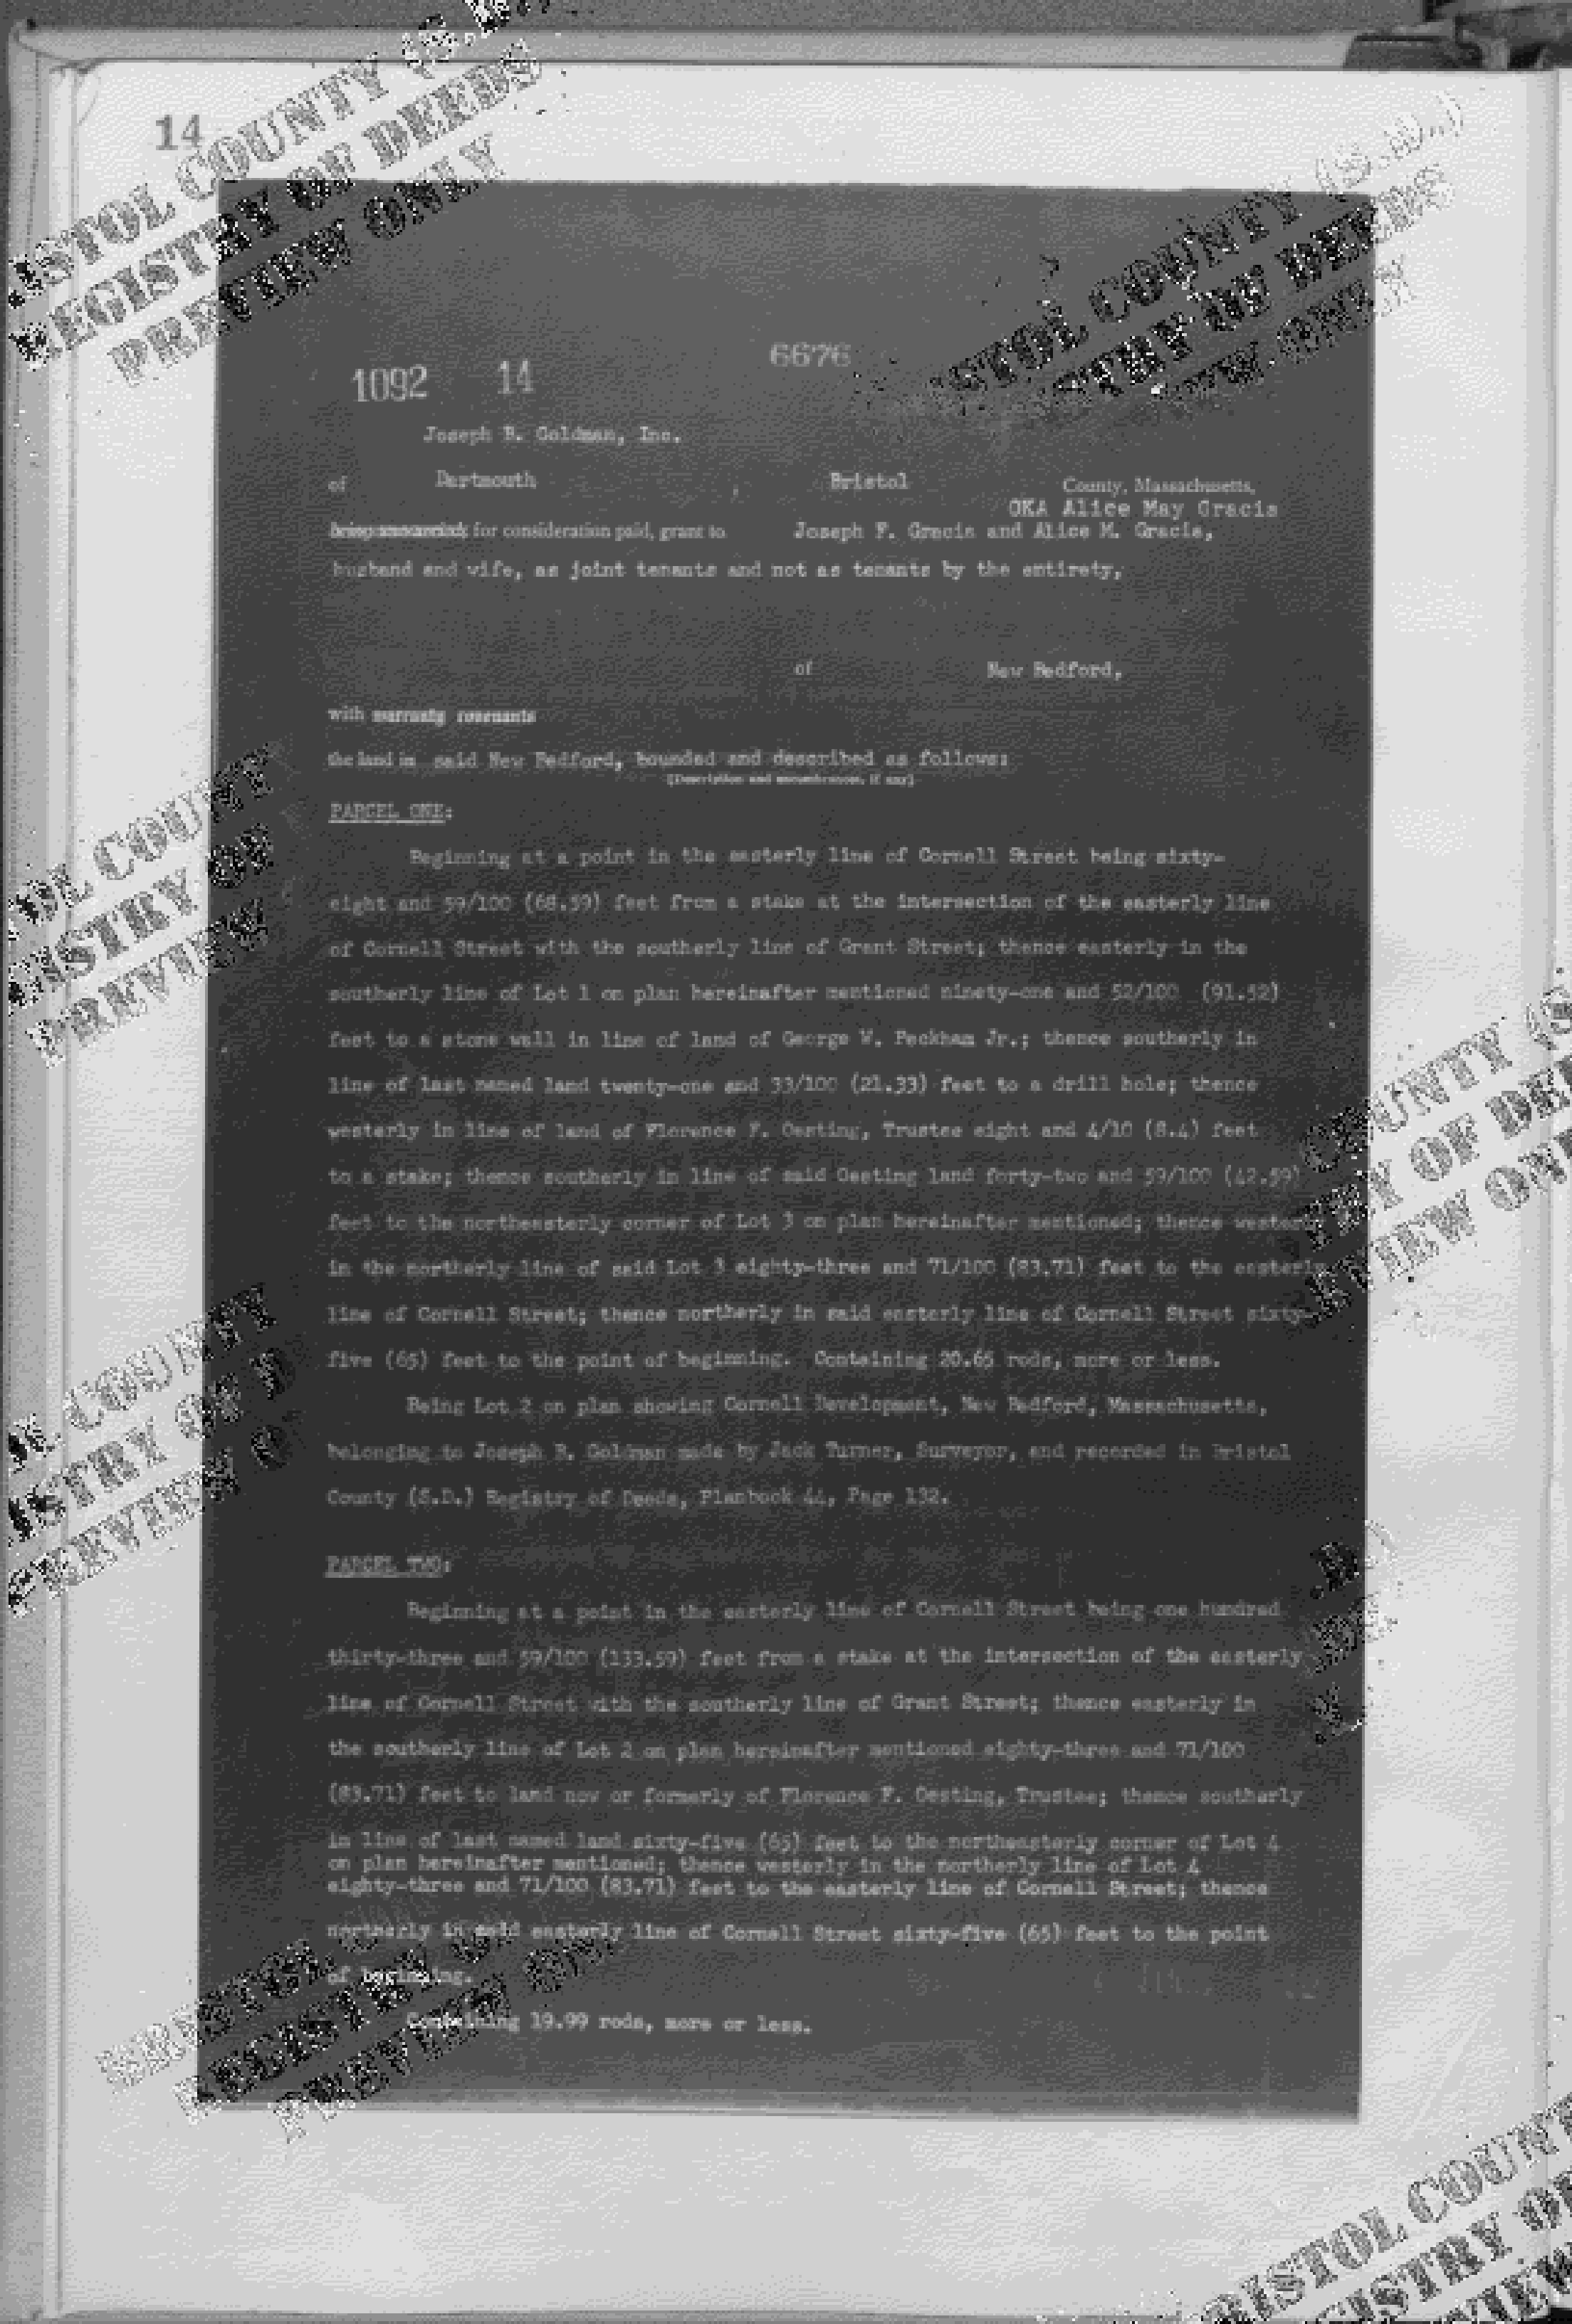 14
BRISTOL COUNTY (S.D.)
REGISTRY OF DEEDS
PREVIEW ONLY
6676
1092 14
Joseph B. Goldman, Inc.
of Dartmouth , Bristol County, Massachusetts,
OKA Alice May Gracia
being unmarried, for consideration paid, grant to Joseph F. Gracia and Alice M. Gracia,
husband and wife, as joint tenants and not as tenants by the entirety,
of New Bedford,
with warranty covenants
the land in said New Bedford, bounded and described as follows:
[Description and encumbrances, if any]
PARCEL ONE:
Beginning at a point in the easterly line of Cornell Street being sixty-
eight and 59/100 (68.59) feet from a stake at the intersection of the easterly line
of Cornell Street with the southerly line of Grant Street; thence easterly in the
southerly line of Lot 1 on plan hereinafter mentioned ninety-one and 52/100 (91.52)
feet to a stone wall in line of land of George W. Peckham Jr.; thence southerly in
line of last named land twenty-one and 33/100 (21.33) feet to a drill hole; thence
westerly in line of land of Florence F. Oesting, Trustee eight and 4/10 (8.4) feet
to a stake; thence southerly in line of said Oesting land forty-two and 59/100 (42.59)
feet to the northeasterly corner of Lot 3 on plan hereinafter mentioned; thence westerly
in the northerly line of said Lot 3 eighty-three and 71/100 (83.71) feet to the easterly
line of Cornell Street; thence northerly in said easterly line of Cornell Street sixty-
five (65) feet to the point of beginning. Containing 20.65 rods, more or less.
Being Lot 2 on plan showing Cornell Development, New Bedford, Massachusetts,
belonging to Joseph B. Goldman made by Jack Turner, Surveyor, and recorded in Bristol
County (S.D.) Registry of Deeds, Planbook 44, Page 132.
PARCEL TWO:
Beginning at a point in the easterly line of Cornell Street being one hundred
thirty-three and 59/100 (133.59) feet from a stake at the intersection of the easterly
line of Cornell Street with the southerly line of Grant Street; thence easterly in
the southerly line of Lot 2 on plan hereinafter mentioned eighty-three and 71/100
(83.71) feet to land now or formerly of Florence F. Oesting, Trustee; thence southerly
in line of last named land sixty-five (65) feet to the northeasterly corner of Lot 4
on plan hereinafter mentioned; thence westerly in the northerly line of Lot 4
eighty-three and 71/100 (83.71) feet to the easterly line of Cornell Street; thence
northerly in said easterly line of Cornell Street sixty-five (65) feet to the point
of beginning.
Containing 19.99 rods, more or less.